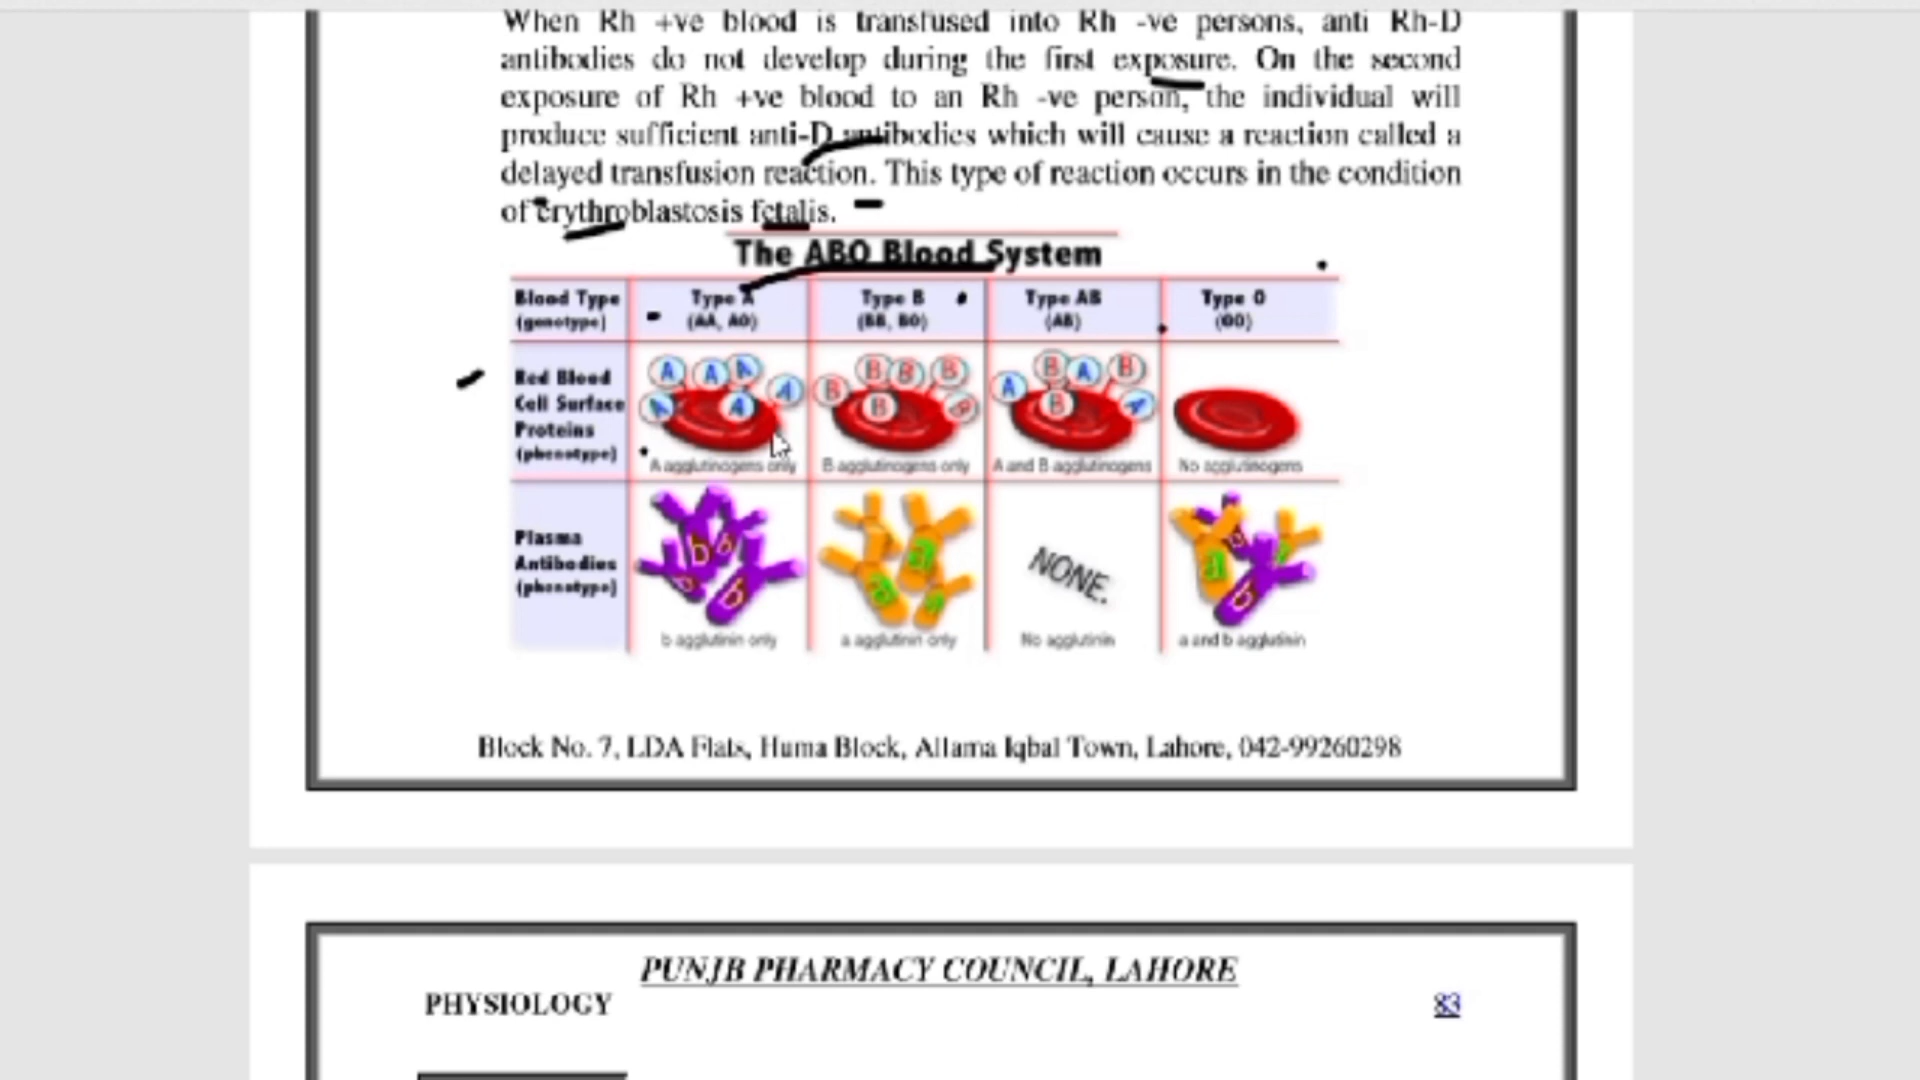 When Rh +ve blood is transfused into Rh -ve persons, anti Rh-D
antibodies do not develop during the first exposure. On the second
exposure of Rh +ve blood to an Rh -ve person, the individual will
produce sufficient anti-D antibodies which will cause a reaction called a
delayed transfusion reaction. This type of reaction occurs in the condition
of erythroblastosis fetalis.
The ABO Blood System
Blood Type (genotype)
Type A (AA, AO)
Type B (BB, BO)
Type AB (AB)
Type O (OO)
Red Blood
Cell Surface
Proteins
(phenotype)
A A A A A A
B B B B B B
A B A B B A
A agglutinogens only
B agglutinogens only
A and B agglutinogens
No agglutinogens
Plasma
Antibodies
(phenotype)
b b b b
a a a
NONE.
a b a b
b agglutinin only
a agglutinin only
No agglutinin
a and b agglutinin
Block No. 7, LDA Flats, Huma Block, Allama Iqbal Town, Lahore, 042-99260298
PUNJB PHARMACY COUNCIL, LAHORE
PHYSIOLOGY 83